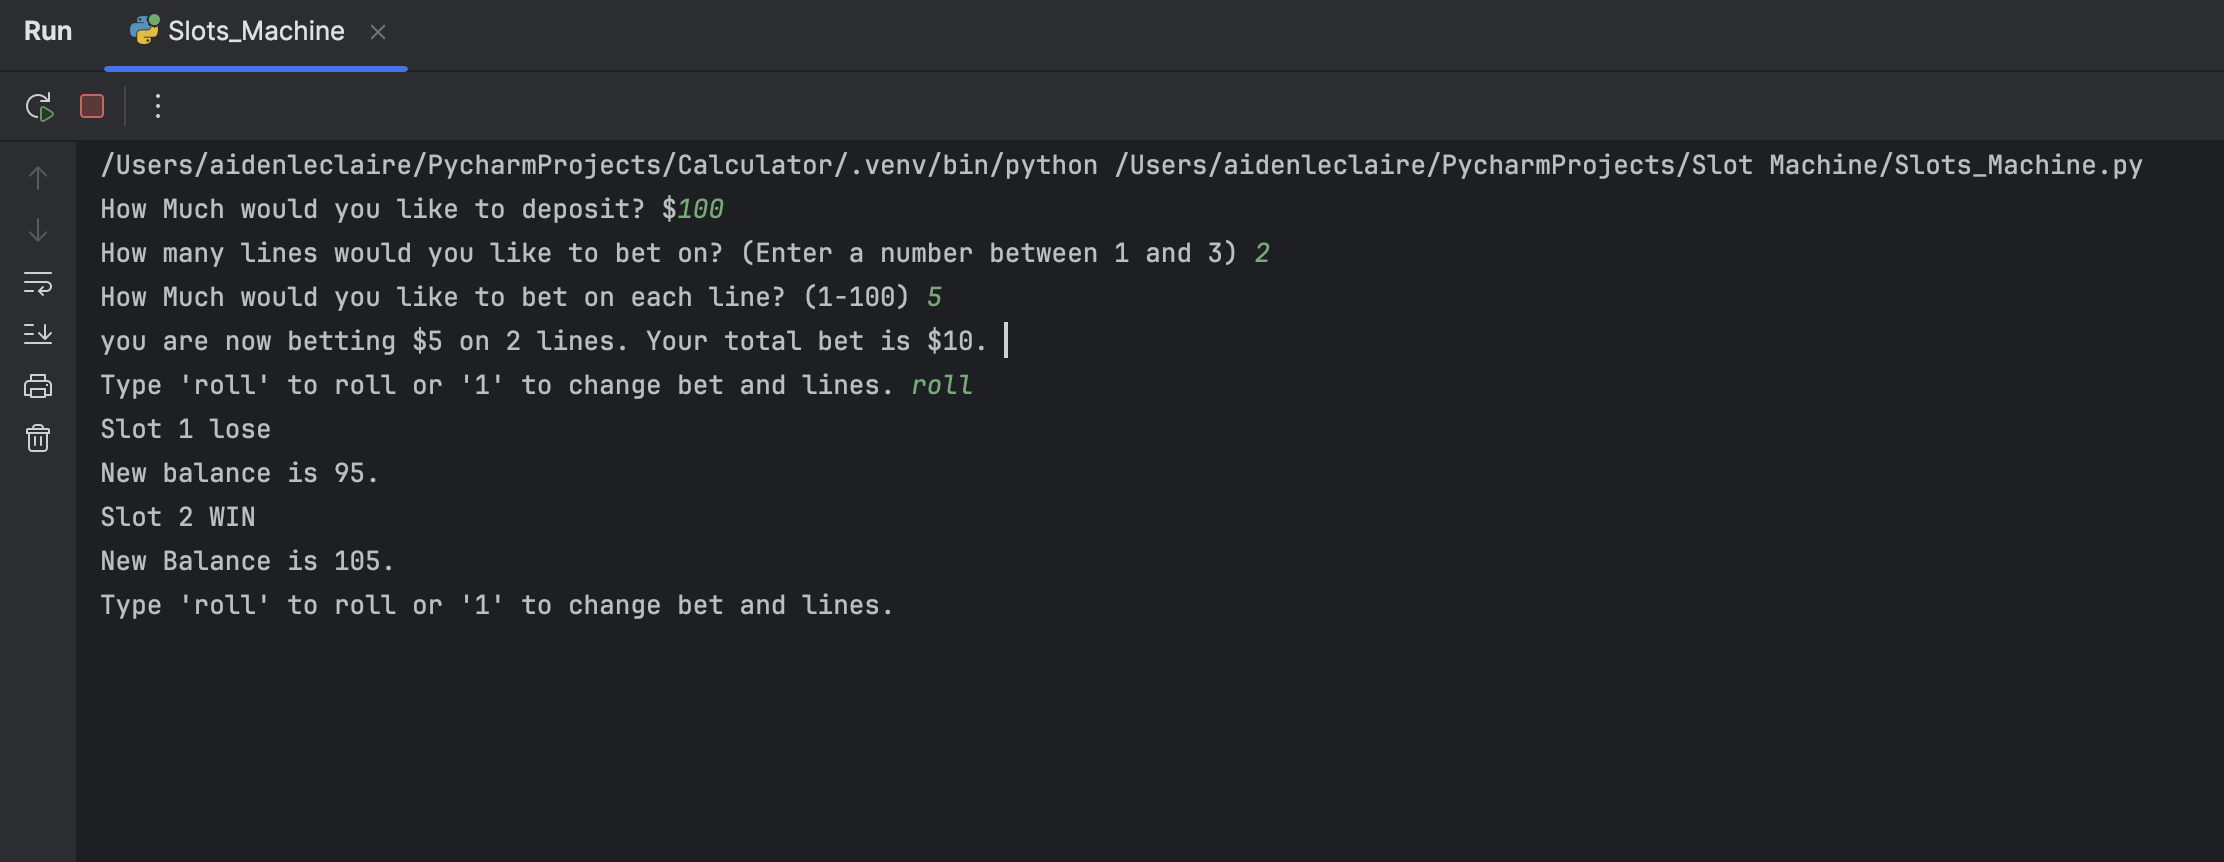 Run Slots_Machine
/Users/aidenleclaire/PycharmProjects/Calculator/.venv/bin/python /Users/aidenleclaire/PycharmProjects/Slot Machine/Slots_Machine.py
How Much would you like to deposit? $100
How many lines would you like to bet on? (Enter a number between 1 and 3) 2
How Much would you like to bet on each line? (1-100) 5
you are now betting $5 on 2 lines. Your total bet is $10.
Type 'roll' to roll or '1' to change bet and lines. roll
Slot 1 lose
New balance is 95.
Slot 2 WIN
New Balance is 105.
Type 'roll' to roll or '1' to change bet and lines.